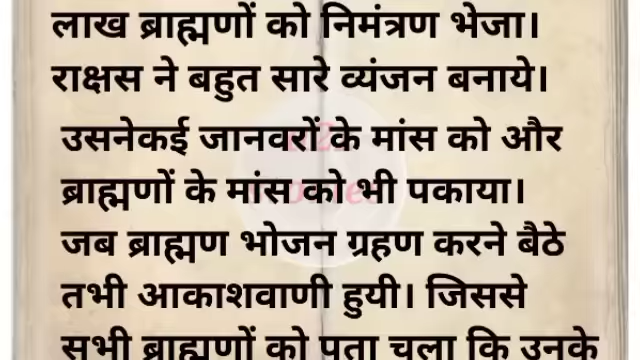 लाख ब्राह्मणों को निमंत्रण भेजा।
राक्षस ने बहुत सारे व्यंजन बनाये।
उसनेकई जानवरों के मांस को और
ब्राह्मणों के मांस को भी पकाया।
जब ब्राह्मण भोजन ग्रहण करने बैठे
तभी आकाशवाणी हुयी। जिससे
सभी ब्राह्मणों को पता चला कि उनके